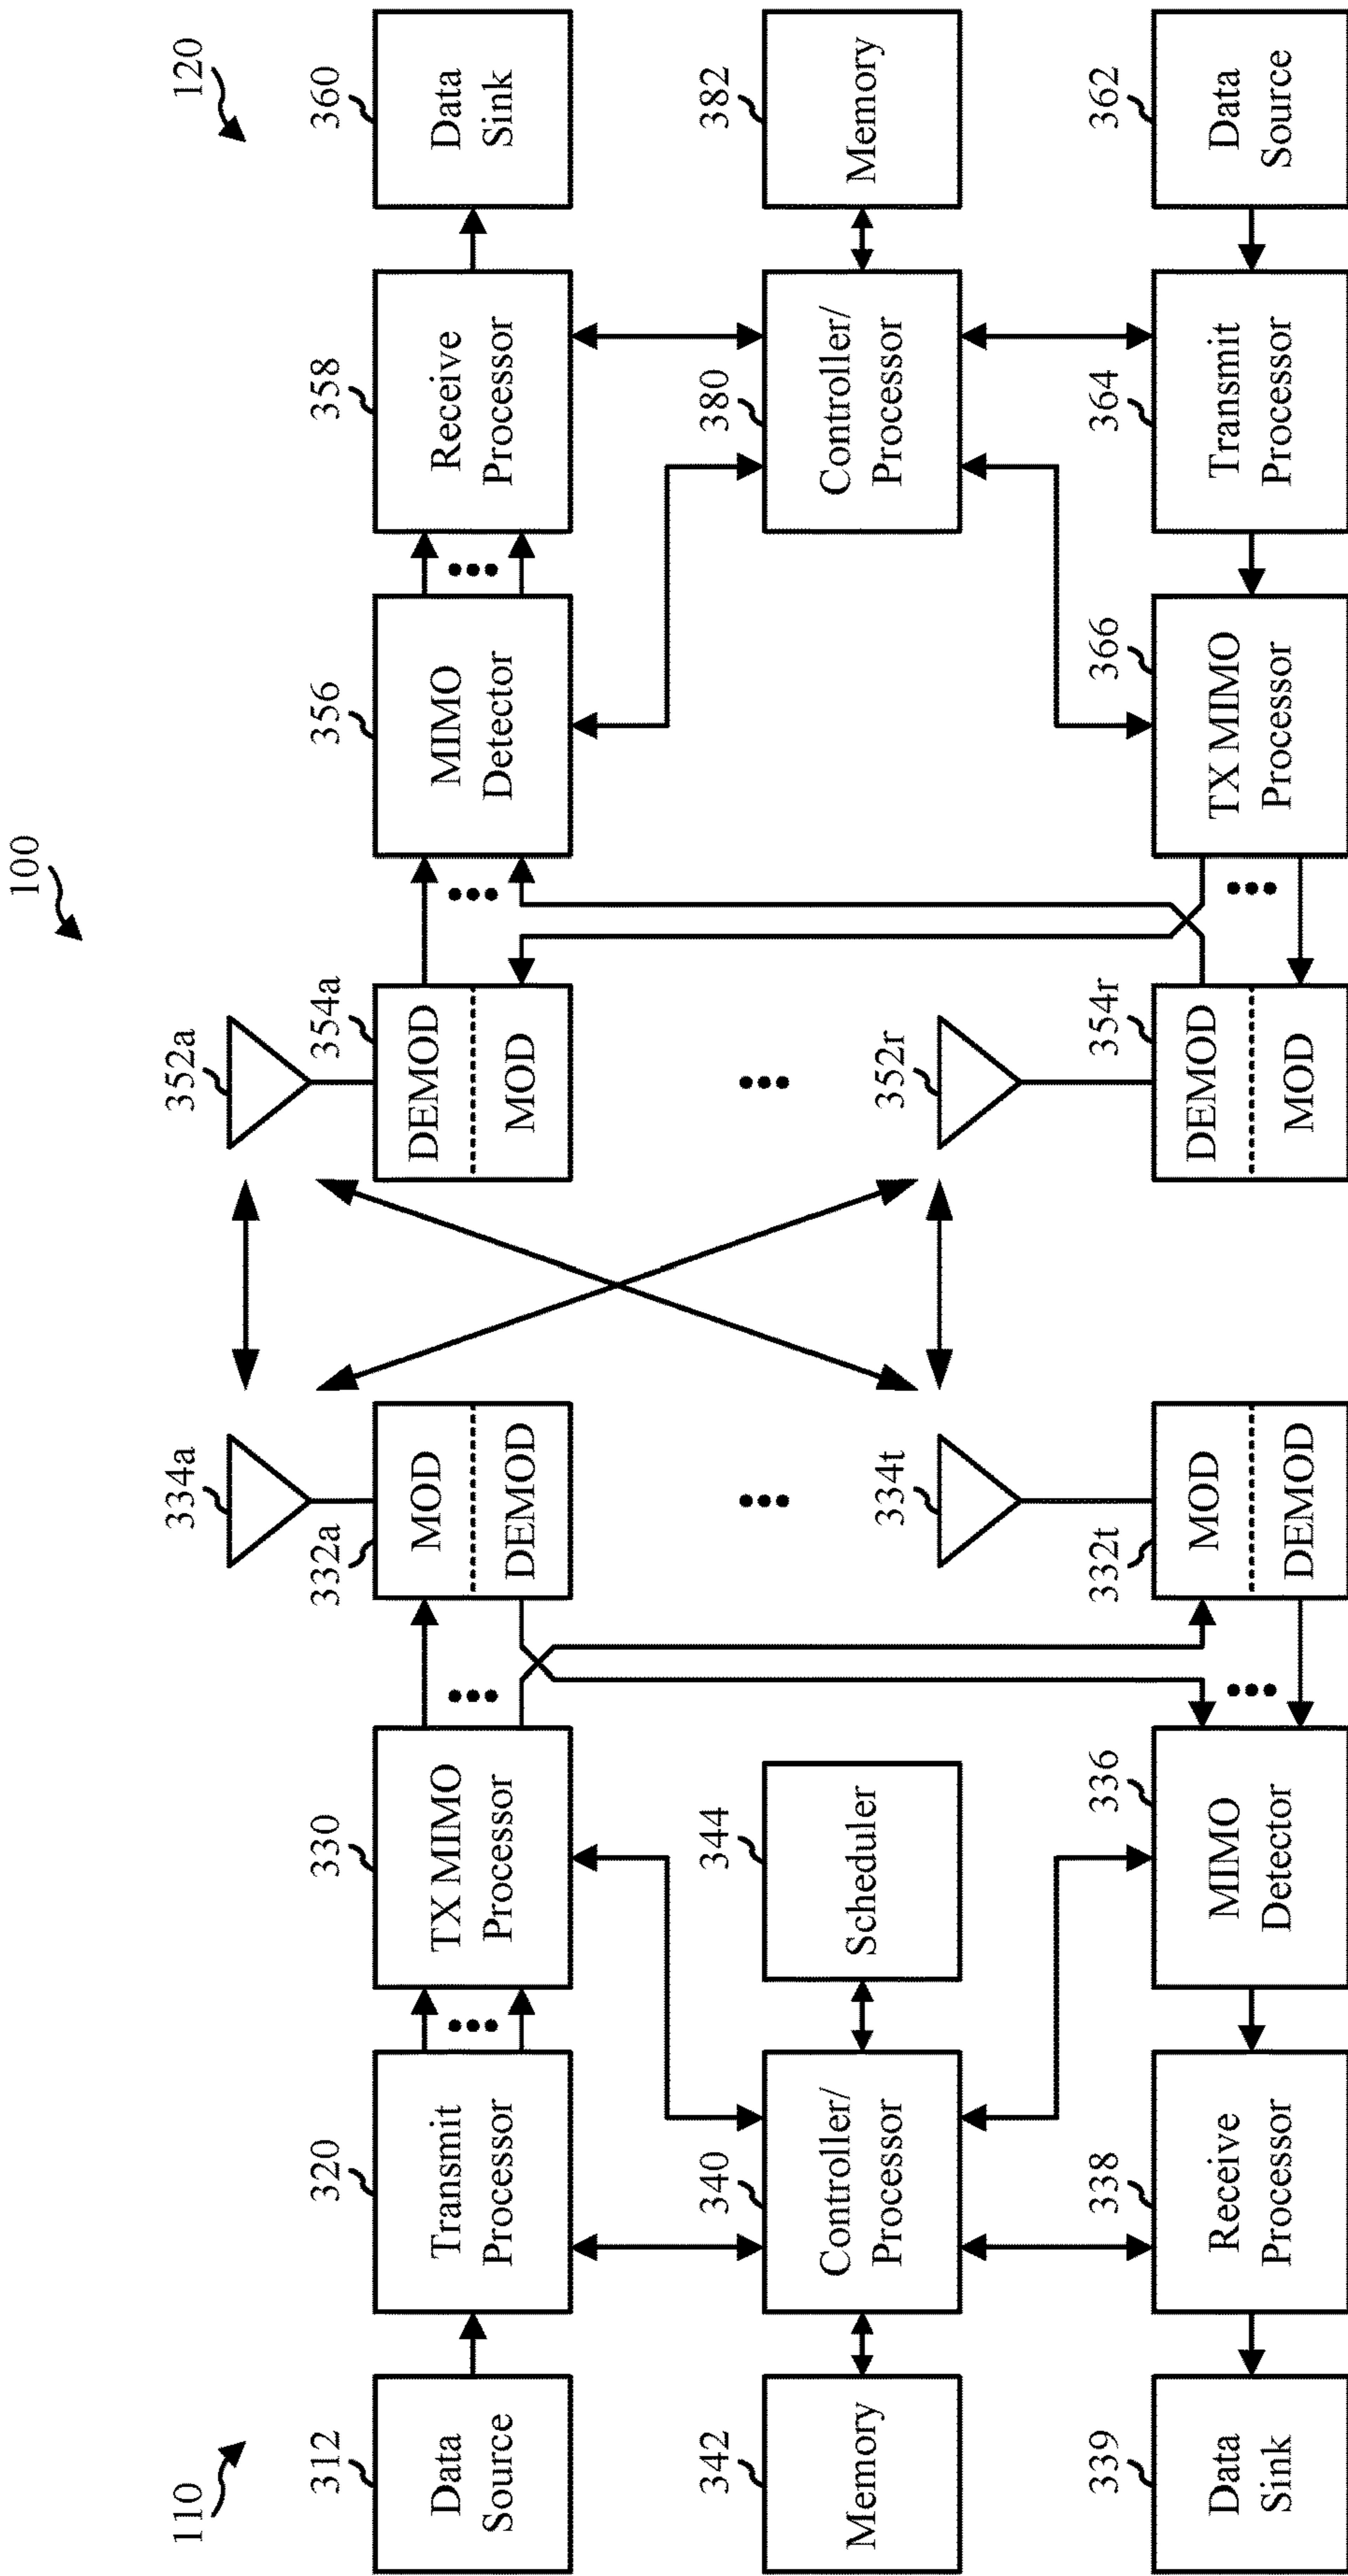 100
110
120
312
Data
Source
320
Transmit
Processor
330
TX MIMO
Processor
332a
MOD
DEMOD
334a
352a
354a
DEMOD
MOD
356
MIMO
Detector
358
Receive
Processor
360
Data
Sink
342
Memory
340
Controller/
Processor
344
Scheduler
380
Controller/
Processor
382
Memory
339
Data
Sink
338
Receive
Processor
336
MIMO
Detector
332t
MOD
DEMOD
334t
352r
354r
DEMOD
MOD
366
TX MIMO
Processor
364
Transmit
Processor
362
Data
Source